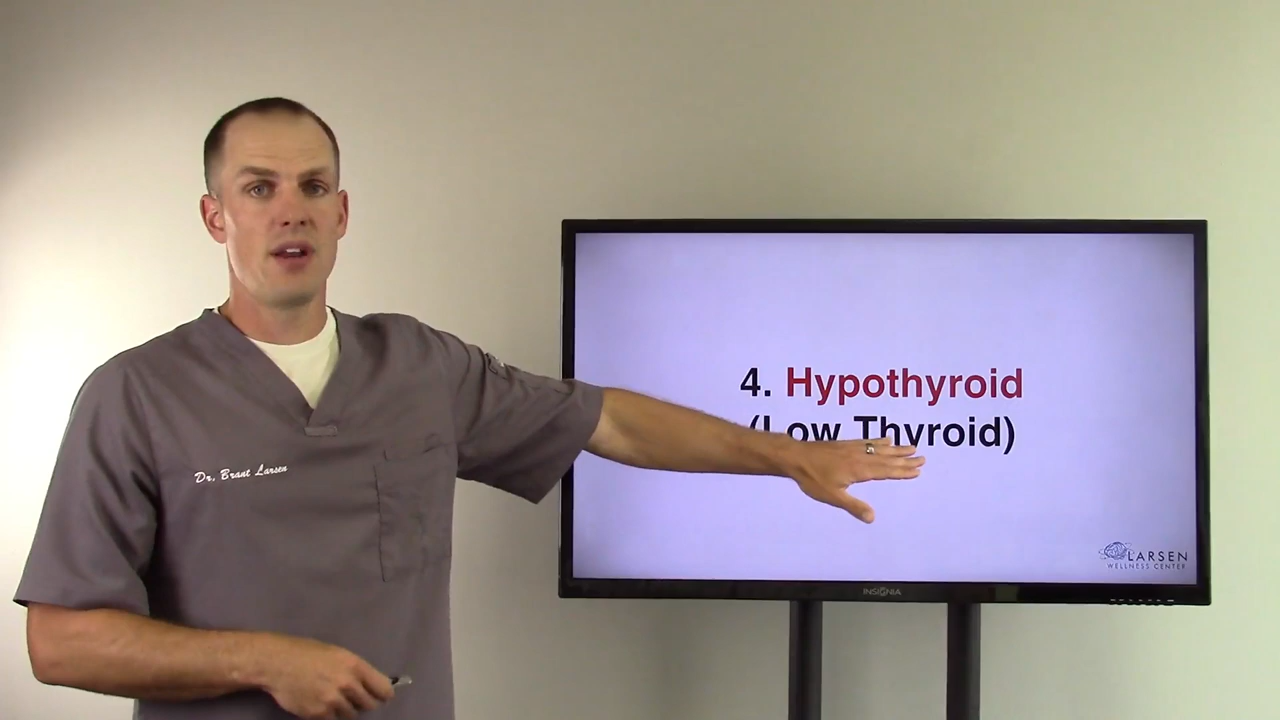 Dr. Brant Larsen
4. Hypothyroid
(Low Thyroid)
LARSEN
WELLNESS CENTER
INSIGNIA